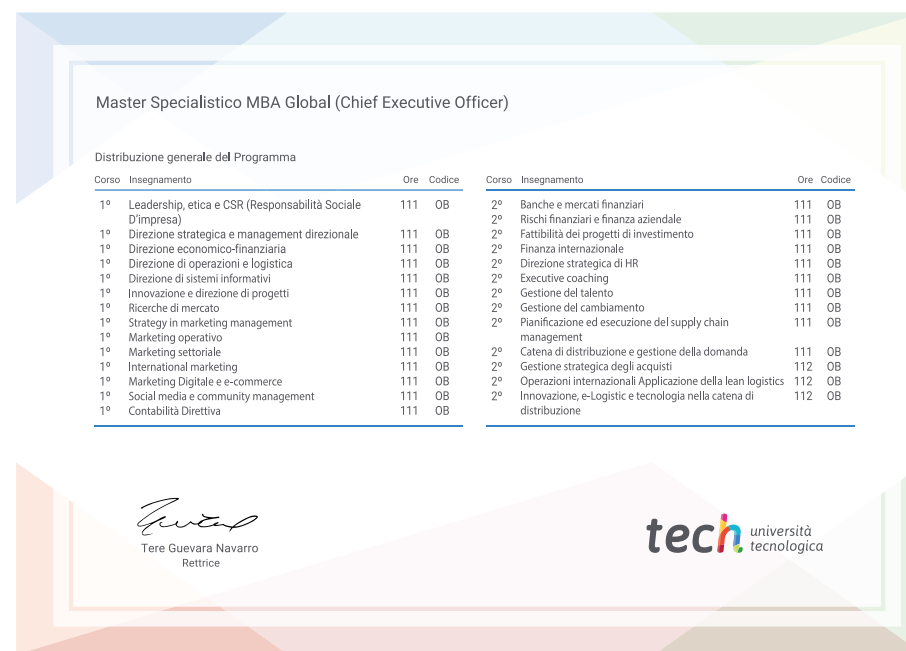 Master Specialistico MBA Global (Chief Executive Officer)
Distribuzione generale del Programma
Corso Insegnamento Ore Codice
1º Leadership, etica e CSR (Responsabilità Sociale 111 OB
D'impresa)
1º Direzione strategica e management direzionale 111 OB
1º Direzione economico-finanziaria 111 OB
1º Direzione di operazioni e logistica 111 OB
1º Direzione di sistemi informativi 111 OB
1º Innovazione e direzione di progetti 111 OB
1º Ricerche di mercato 111 OB
1º Strategy in marketing management 111 OB
1º Marketing operativo 111 OB
1º Marketing settoriale 111 OB
1º International marketing 111 OB
1º Marketing Digitale e e-commerce 111 OB
1º Social media e community management 111 OB
1º Contabilità Direttiva 111 OB
Corso Insegnamento Ore Codice
2º Banche e mercati finanziari 111 OB
2º Rischi finanziari e finanza aziendale 111 OB
2º Fattibilità dei progetti di investimento 111 OB
2º Finanza internazionale 111 OB
2º Direzione strategica di HR 111 OB
2º Executive coaching 111 OB
2º Gestione del talento 111 OB
2º Gestione del cambiamento 111 OB
2º Pianificazione ed esecuzione del supply chain 111 OB
management
2º Catena di distribuzione e gestione della domanda 111 OB
2º Gestione strategica degli acquisti 112 OB
2º Operazioni internazionali Applicazione della lean logistics 112 OB
2º Innovazione, e-Logistic e tecnologia nella catena di 112 OB
distribuzione
Tere Guevara Navarro
Rettrice
tech università
tecnologica